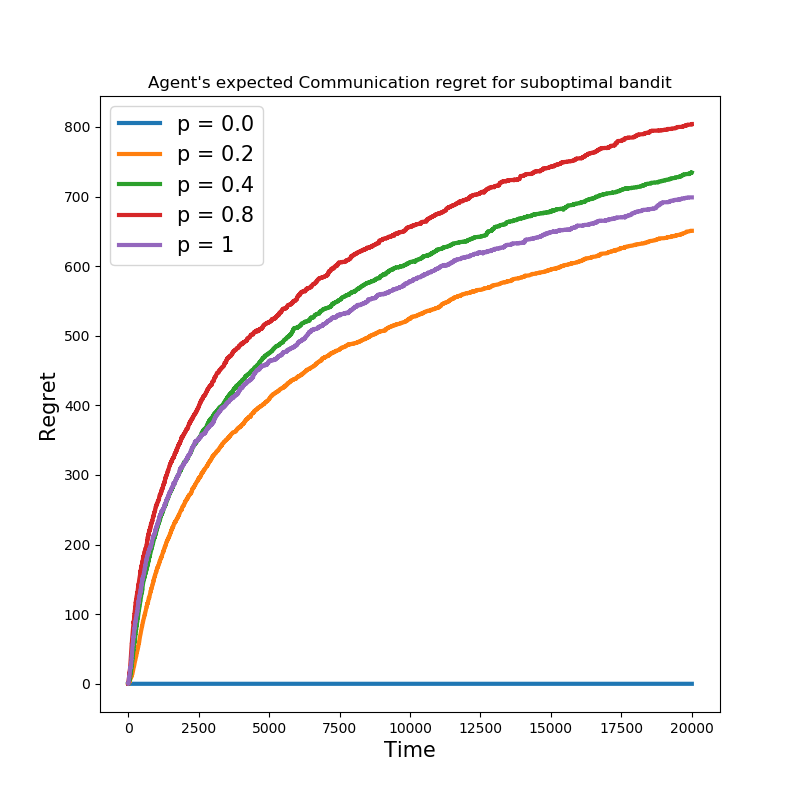 Agent's expected Communication regret for suboptimal bandit
p = 0.0
p = 0.2
p = 0.4
p = 0.8
p = 1
800
700
600
500
400
300
200
100
0
Regret
0 2500 5000 7500 10000 12500 15000 17500 20000
Time